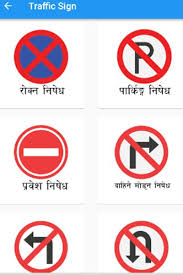 Traffic Sign
रोक्न निषेध
पार्किङ्ग निषेध
P
प्रवेश निषेध
दाहिने मोड्न निषेध